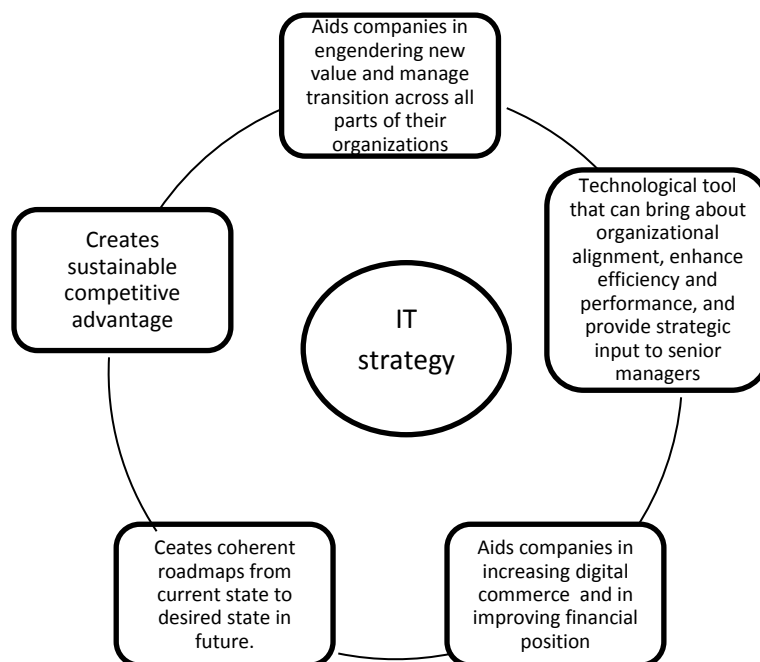 Aids companies in
engendering new
value and manage
transition across all
parts of their
organizations
Technological tool
that can bring about
organizational
alignment, enhance
efficiency and
performance, and
provide strategic
input to senior
managers
Creates
sustainable
competitive
advantage
IT
strategy
Ceates coherent
roadmaps from
current state to
desired state in
future.
Aids companies in
increasing digital
commerce and in
improving financial
position